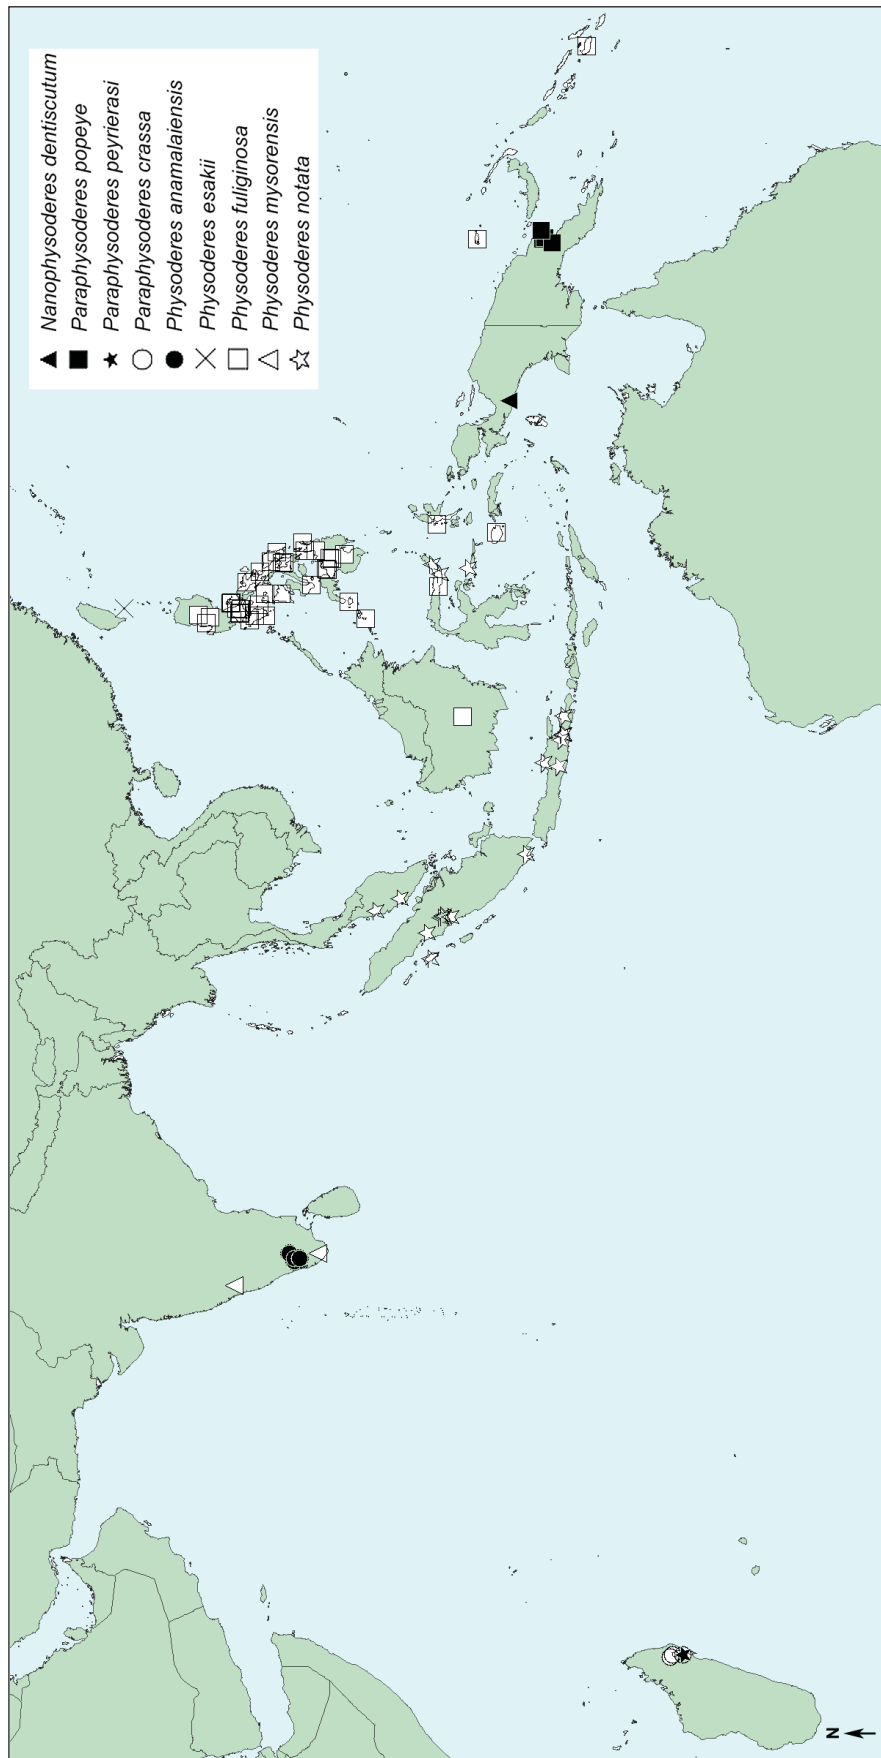 Nanophysoderes dentiscutum
Paraphysoderes popeye
Paraphysoderes peyrierasi
Paraphysoderes crassa
Physoderes anamalaiensis
Physoderes esakii
Physoderes fuliginosa
Physoderes mysorensis
Physoderes notata
N